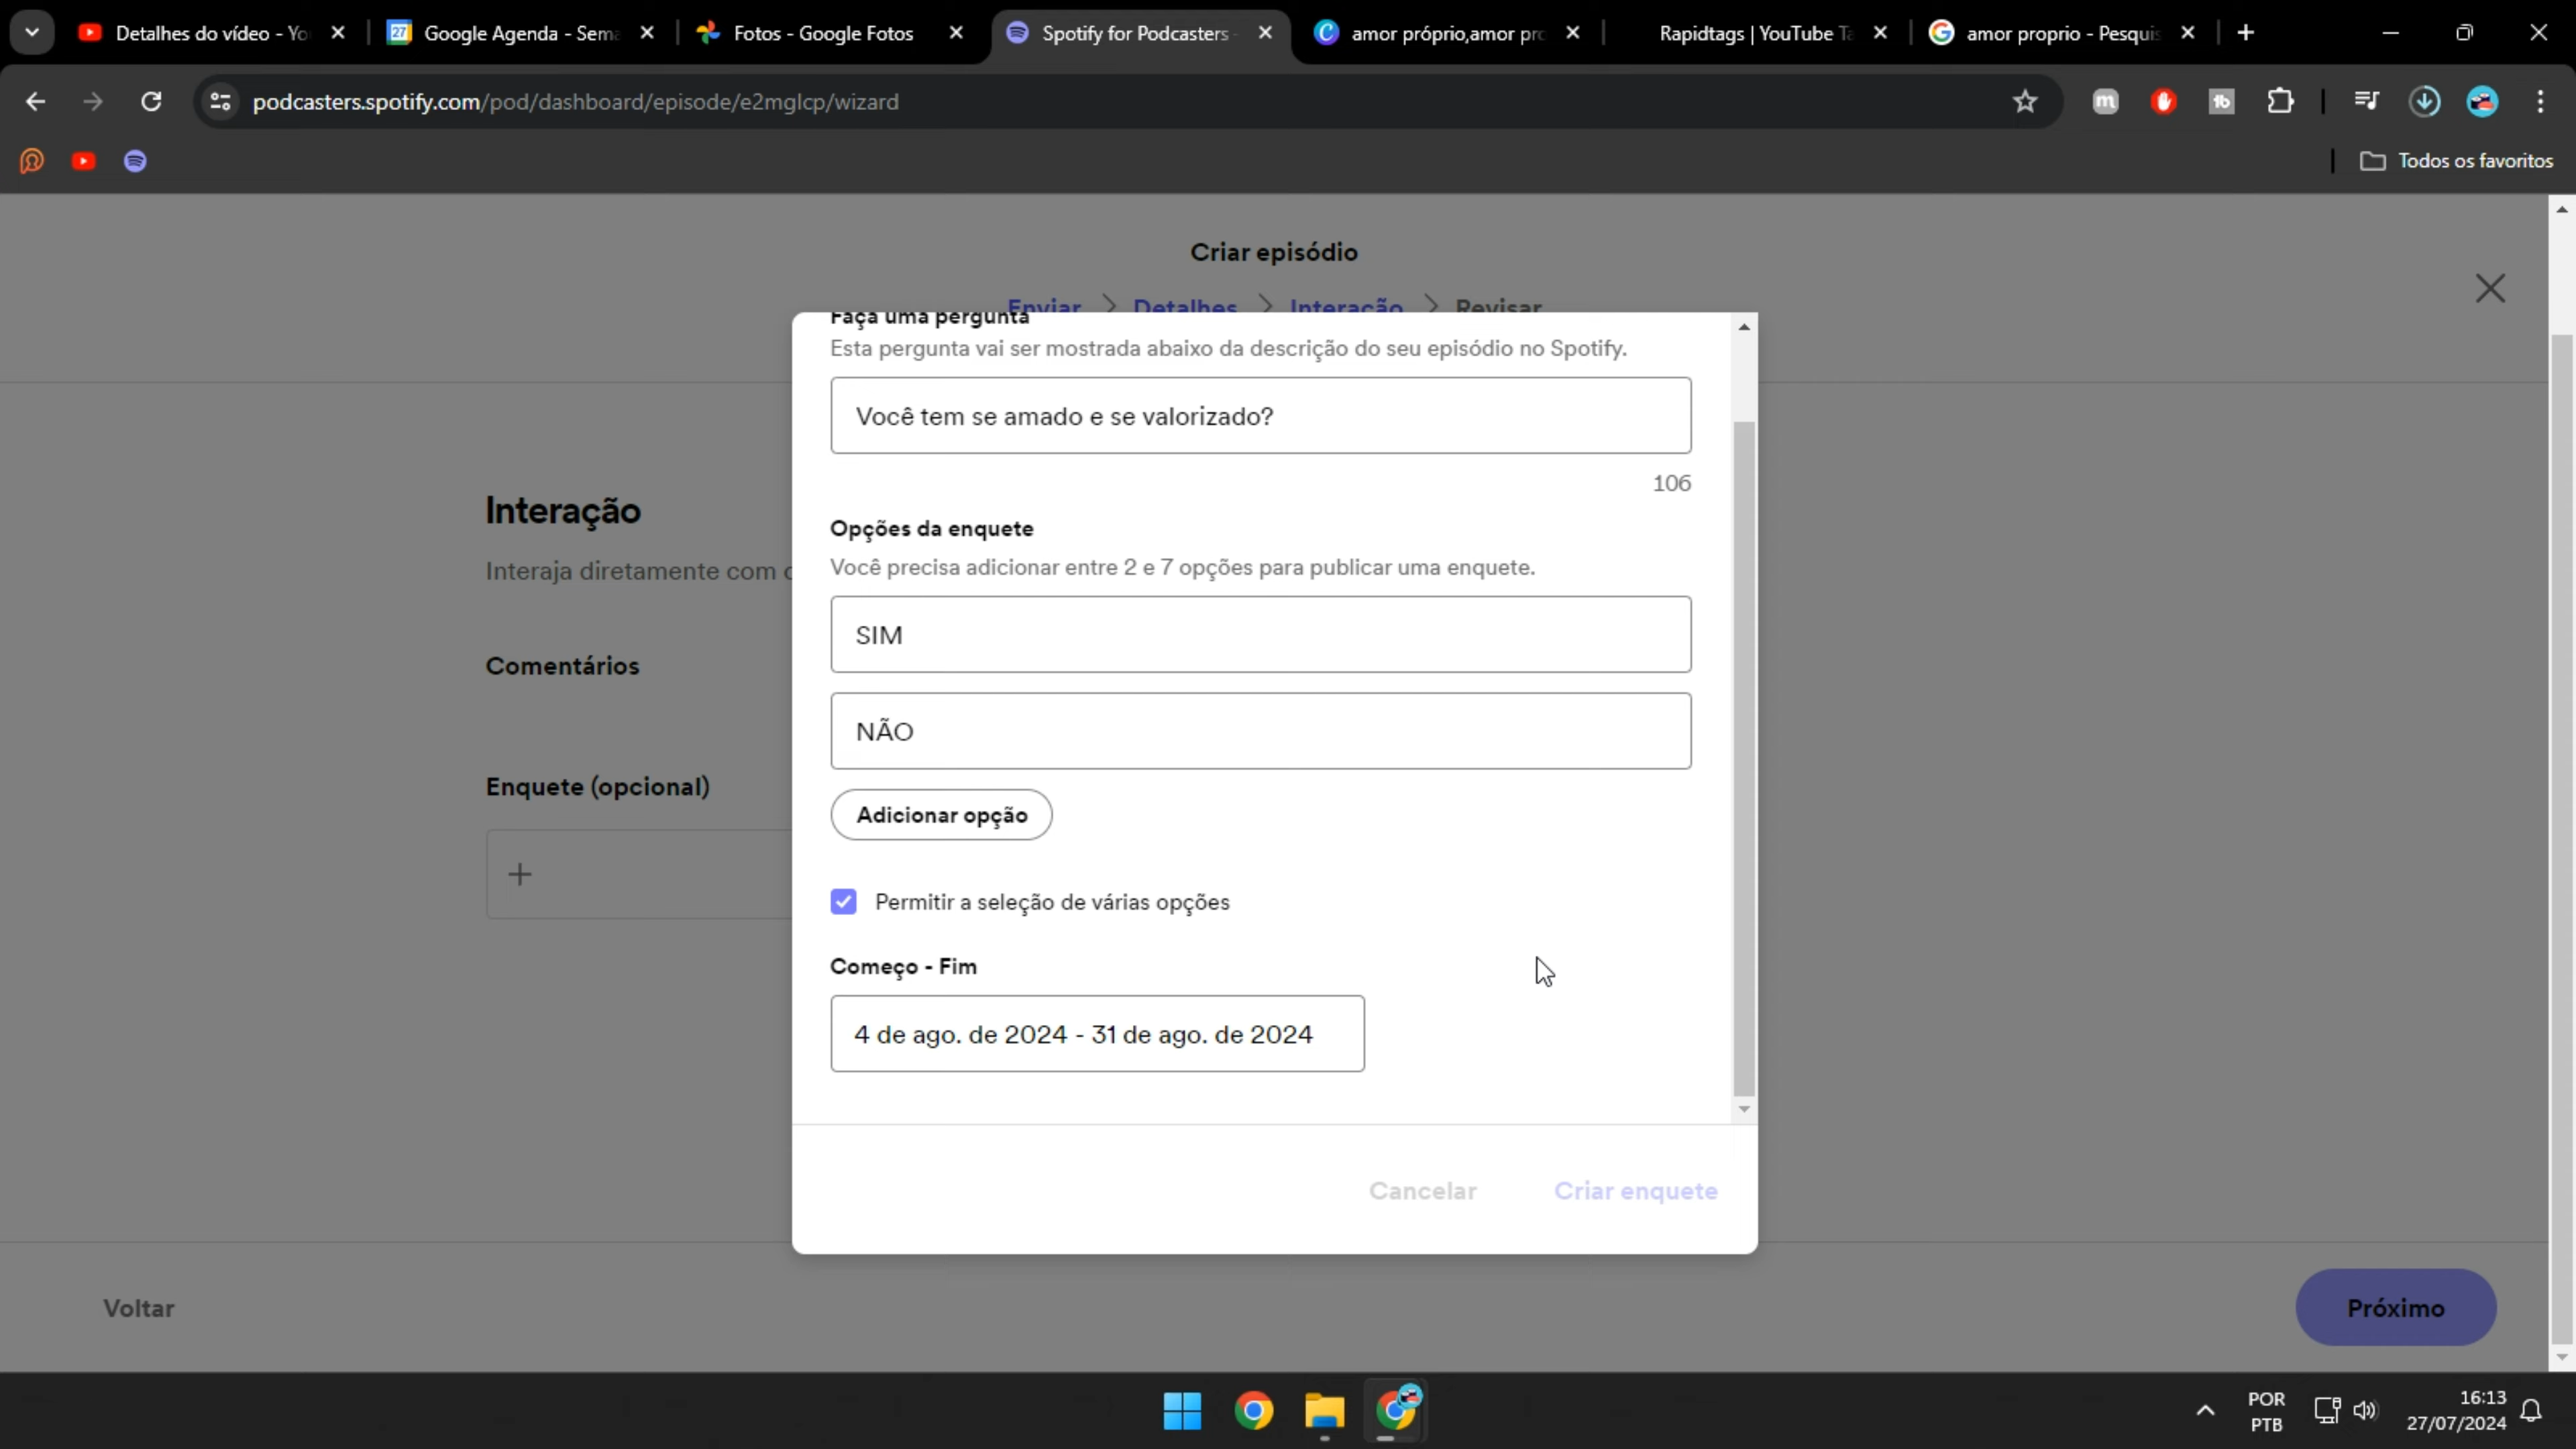 Detalhes do vídeo - Yo
Google Agenda - Sema
Fotos - Google Fotos
Spotify for Podcasters -
amor próprio,amor pro
Rapidtags | YouTube Ta
amor proprio - Pesquis
podcasters.spotify.com/pod/dashboard/episode/e2mglcp/wizard
Todos os favoritos
Criar episódio
Enviar
Detalhes
Interação
Revisar
Faça uma pergunta
Esta pergunta vai ser mostrada abaixo da descrição do seu episódio no Spotify.
Você tem se amado e se valorizado?
106
Interação
Interaja diretamente com
Opções da enquete
Você precisa adicionar entre 2 e 7 opções para publicar uma enquete.
SIM
Comentários
NÃO
Enquete (opcional)
Adicionar opção
Permitir a seleção de várias opções
Começo - Fim
4 de ago. de 2024 - 31 de ago. de 2024
Cancelar
Criar enquete
Voltar
Próximo
POR
PTB
16:13
27/07/2024